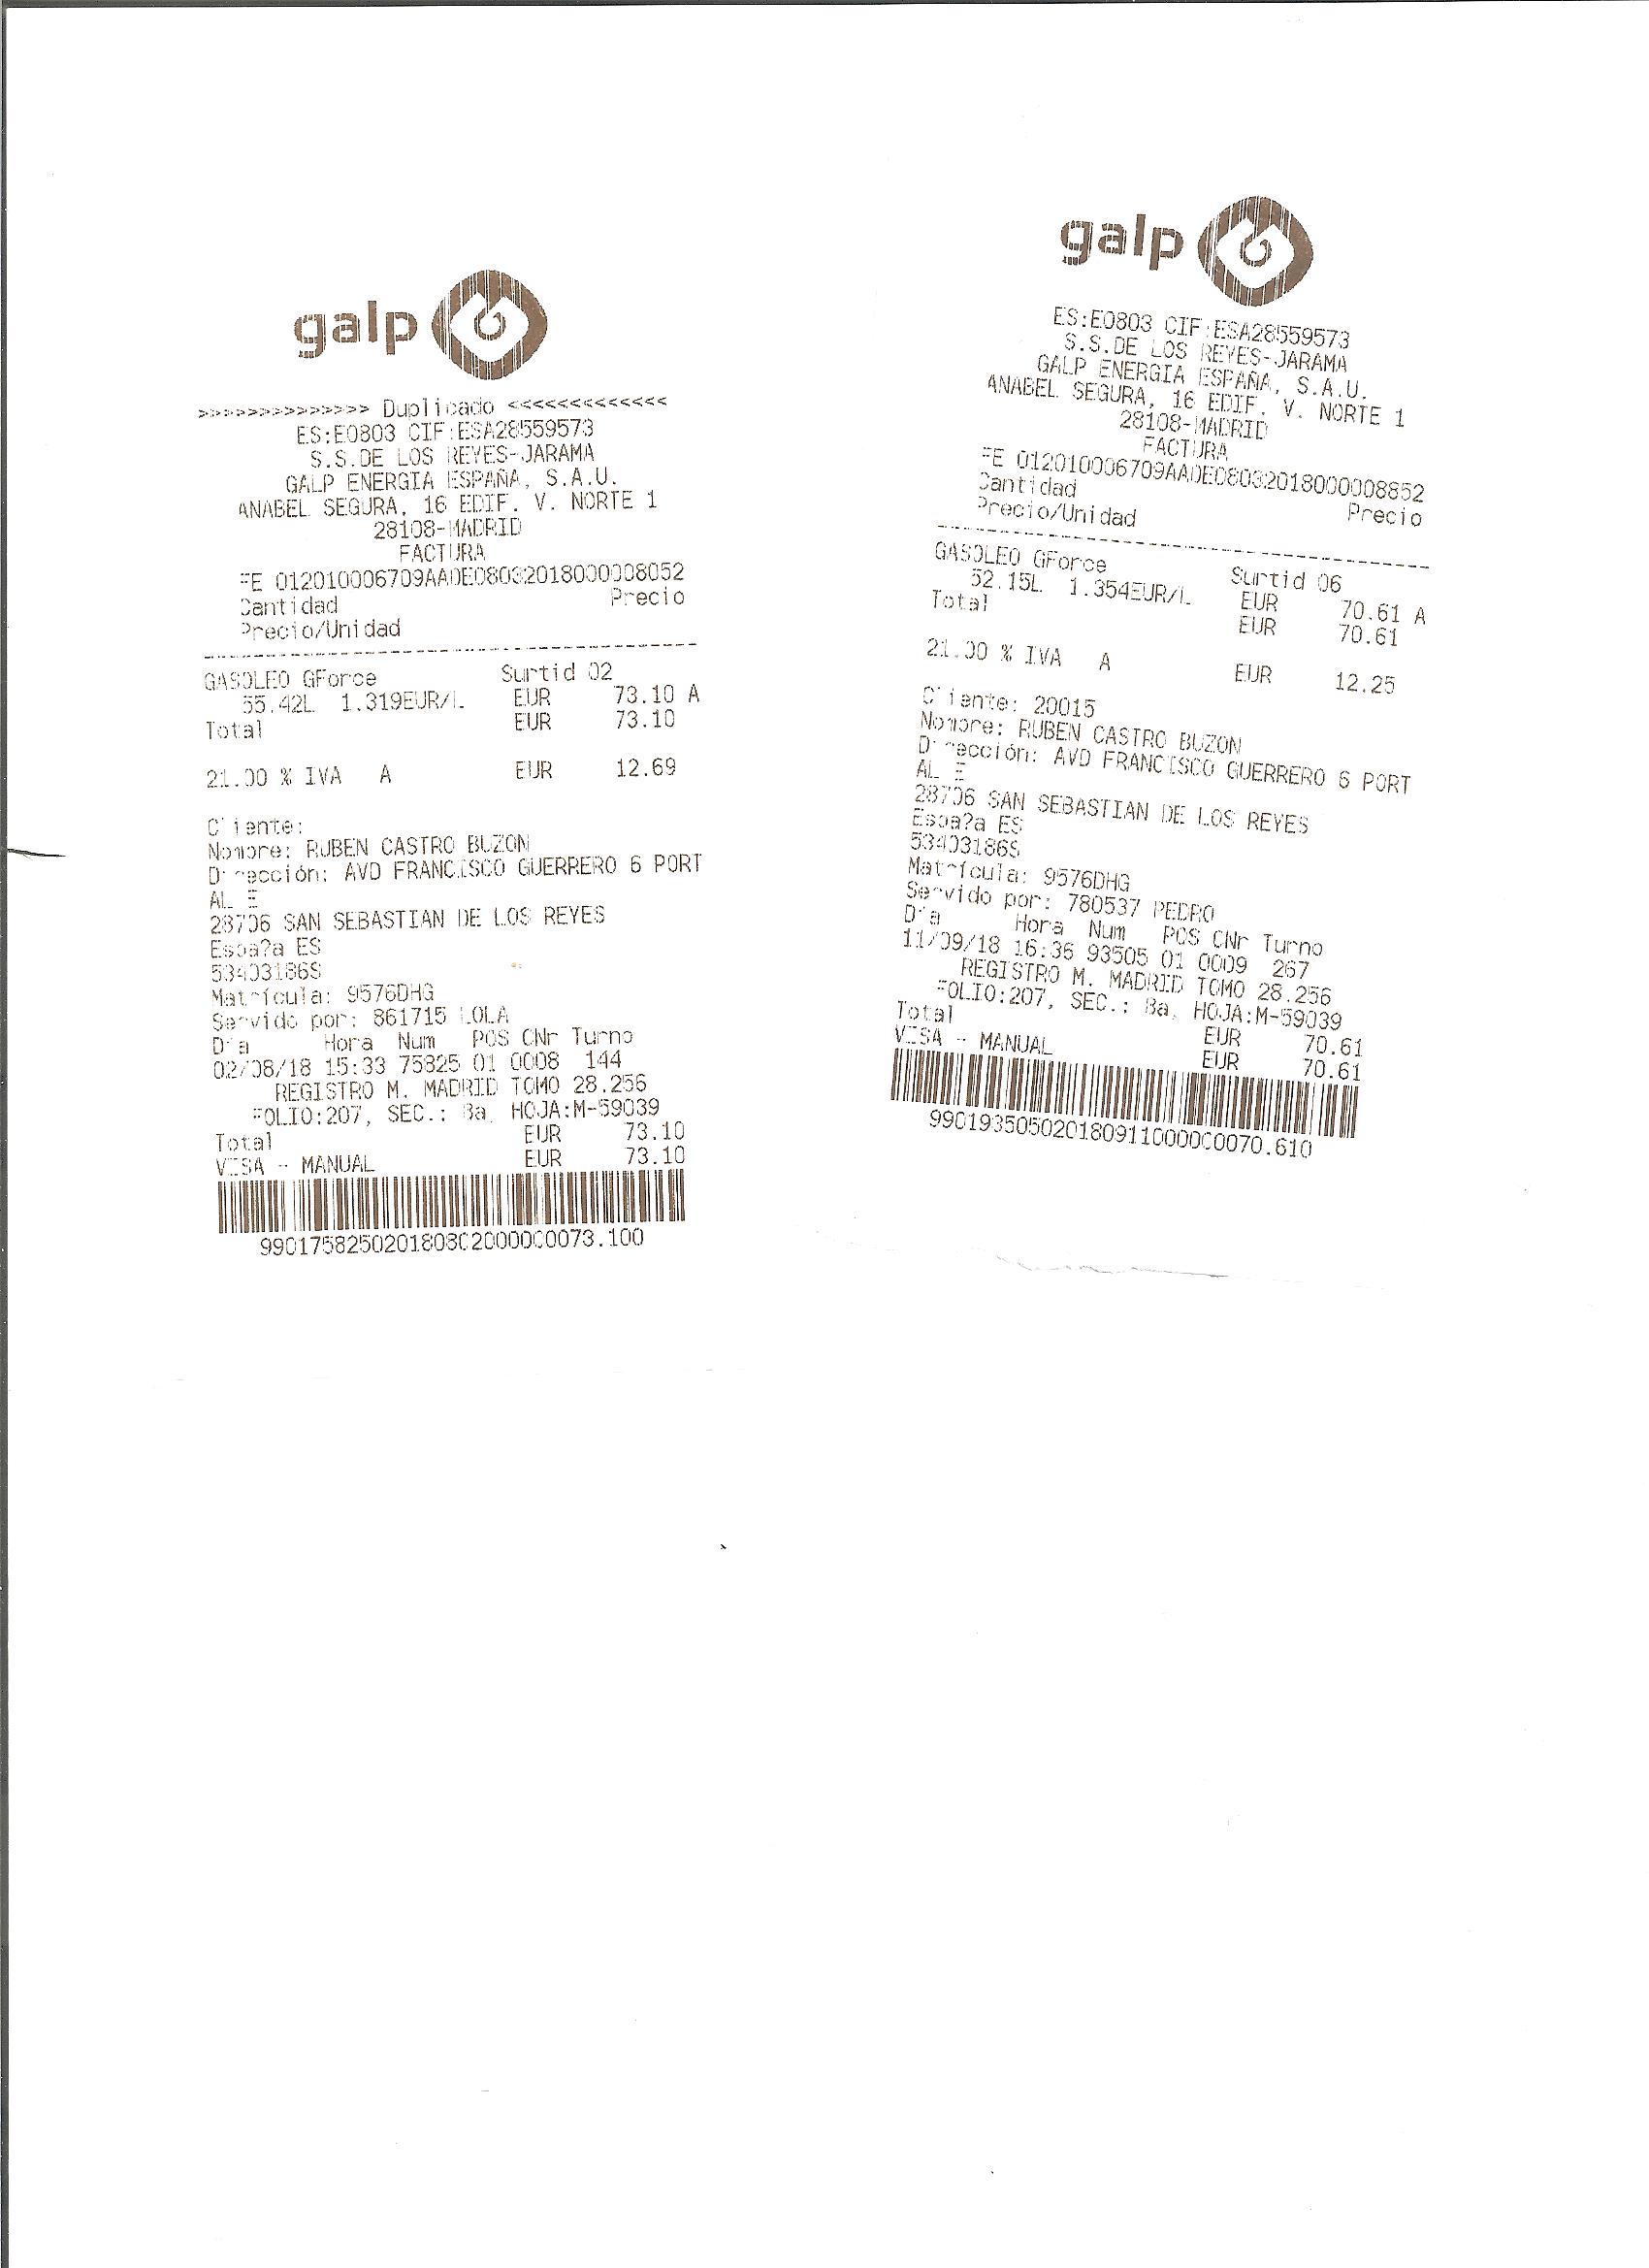 galp
>>>>>>>>>>>>>> Duplicado <<<<<<<<<<<<<
ES:E0803 CIF:ESA28559573
S.S.DE LOS REYES-JARAMA
GALP ENERGIA ESPAÑA, S.A.U.
ANABEL SEGURA, 16 EDIF. V. NORTE 1
28108-MADRID
FACTURA
FE 012010006709AADE08032018000008052
Cantidad Precio
Precio/Unidad
GASOLEO GForce Surtid 02
55.42L 1.319EUR/L EUR 73.10 A
Total EUR 73.10
21.00 % IVA A EUR 12.69
Cliente:
Nombre: RUBEN CASTRO BUZON
Dirección: AVD FRANCISCO GUERRERO 6 PORT
AL E
28706 SAN SEBASTIAN DE LOS REYES
Espa?a ES
53403186S
Matrícula: 9576DHG
Servido por: 861715 LOLA
Día Hora Num POS CNr Turno
02/08/18 15:33 75825 01 0008 144
REGISTRO M. MADRID TOMO 28.256
FOLIO:207, SEC.: 8a, HOJA:M-59039
Total EUR 73.10
VISA - MANUAL EUR 73.10
9901758250201808020000000073.100
galp
ES:E0803 CIF:ESA28559573
S.S.DE LOS REYES-JARAMA
GALP ENERGIA ESPAÑA, S.A.U.
ANABEL SEGURA, 16 EDIF. V. NORTE 1
28108-MADRID
FACTURA
FE 012010006709AADE08032018000008852
Cantidad Precio
Precio/Unidad
GASOLEO GForce Surtid 06
52.15L 1.354EUR/L EUR 70.61 A
Total EUR 70.61
21.00 % IVA A EUR 12.25
Cliente: 20015
Nombre: RUBEN CASTRO BUZON
Dirección: AVD FRANCISCO GUERRERO 6 PORT
AL E
28706 SAN SEBASTIAN DE LOS REYES
Espa?a ES
53403186S
Matrícula: 9576DHG
Servido por: 780537 PEDRO
Día Hora Num POS CNr Turno
11/09/18 16:36 93505 01 0009 267
REGISTRO M. MADRID TOMO 28.256
FOLIO:207, SEC.: 8a, HOJA:M-59039
Total EUR 70.61
VISA - MANUAL EUR 70.61
9901935050201809110000000070.610